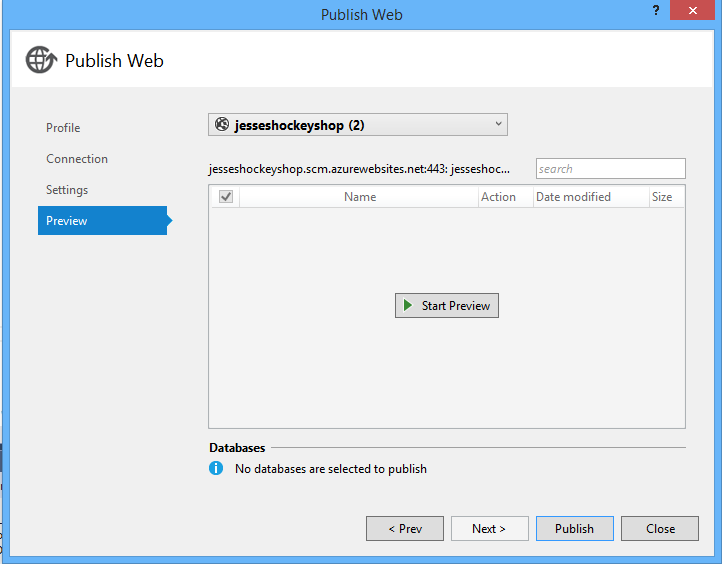 Publish Web
?
Publish Web
Profile
Connection
Settings
Preview
jesseshockeyshop (2)
jesseshockeyshop.scm.azurewebsites.net:443: jesseshoc...
search
Name Action Date modified Size
Start Preview
Databases
No databases are selected to publish
< Prev Next > Publish Close